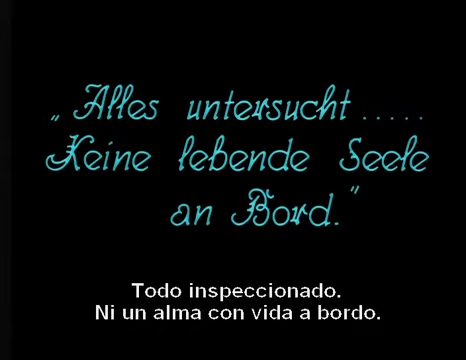 „Alles untersucht.....
Keine lebende Seele
an Bord."
Todo inspeccionado.
Ni un alma con vida a bordo.